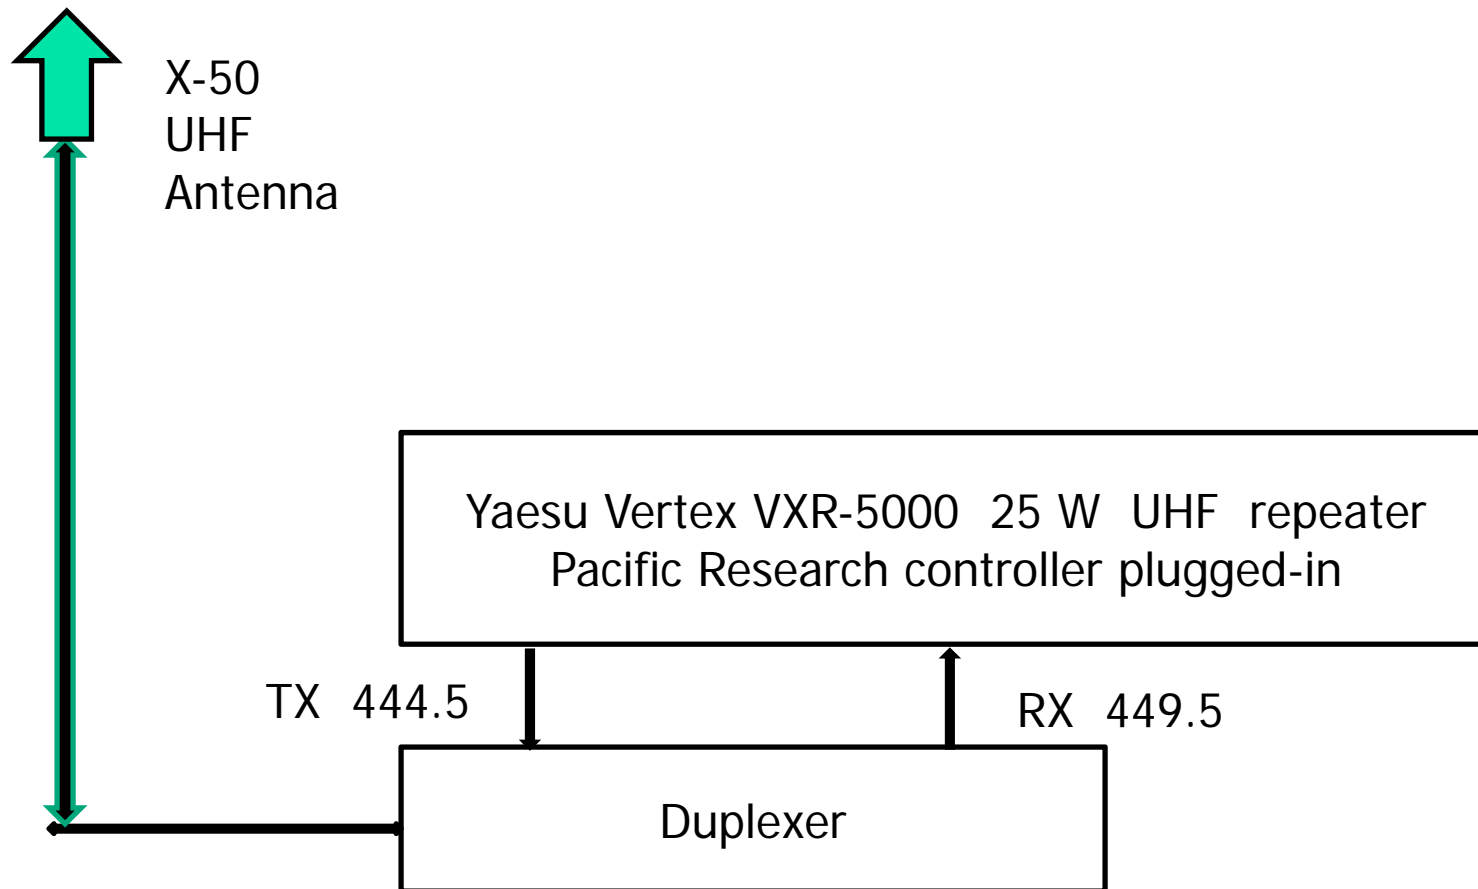 X-50
UHF
Antenna
Yaesu Vertex VXR-5000 25 W UHF repeater
Pacific Research controller plugged-in
TX 444.5
RX 449.5
Duplexer